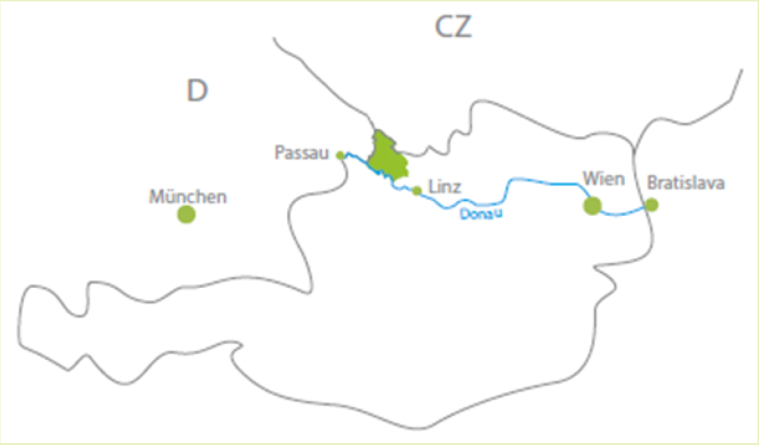 CZ
D
Passau
München
Linz
Donau
Wien
Bratislava